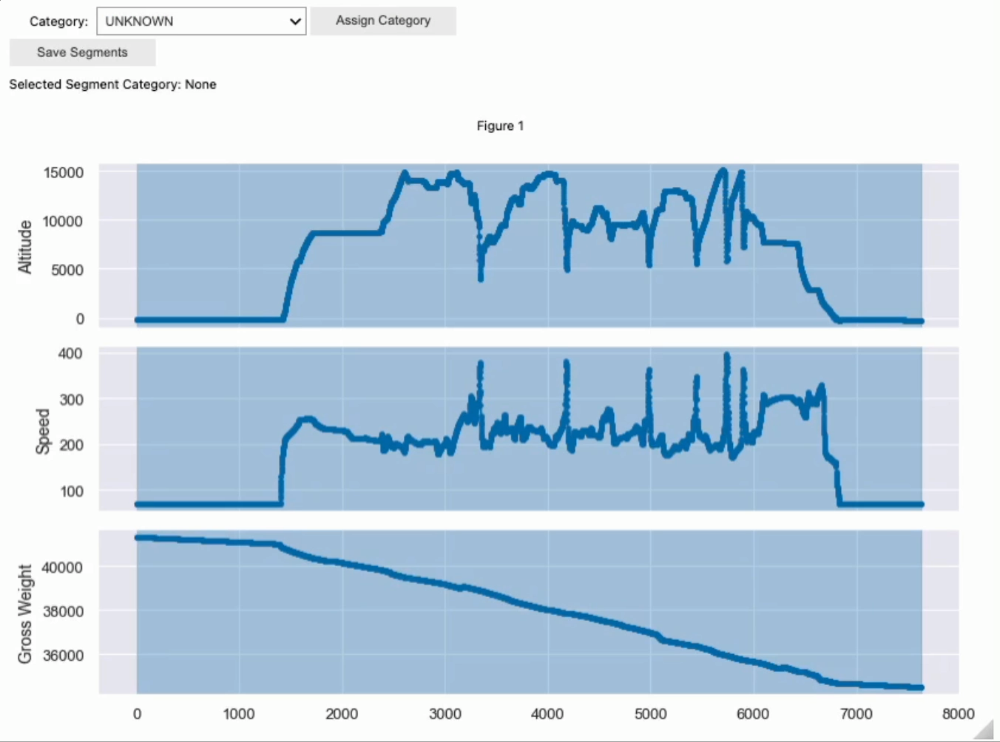 Category: UNKNOWN Assign Category
Save Segments
Selected Segment Category: None
Figure 1
Altitude
15000
10000
5000
0
Speed
400
300
200
100
Gross Weight
40000
38000
36000
0 1000 2000 3000 4000 5000 6000 7000 8000